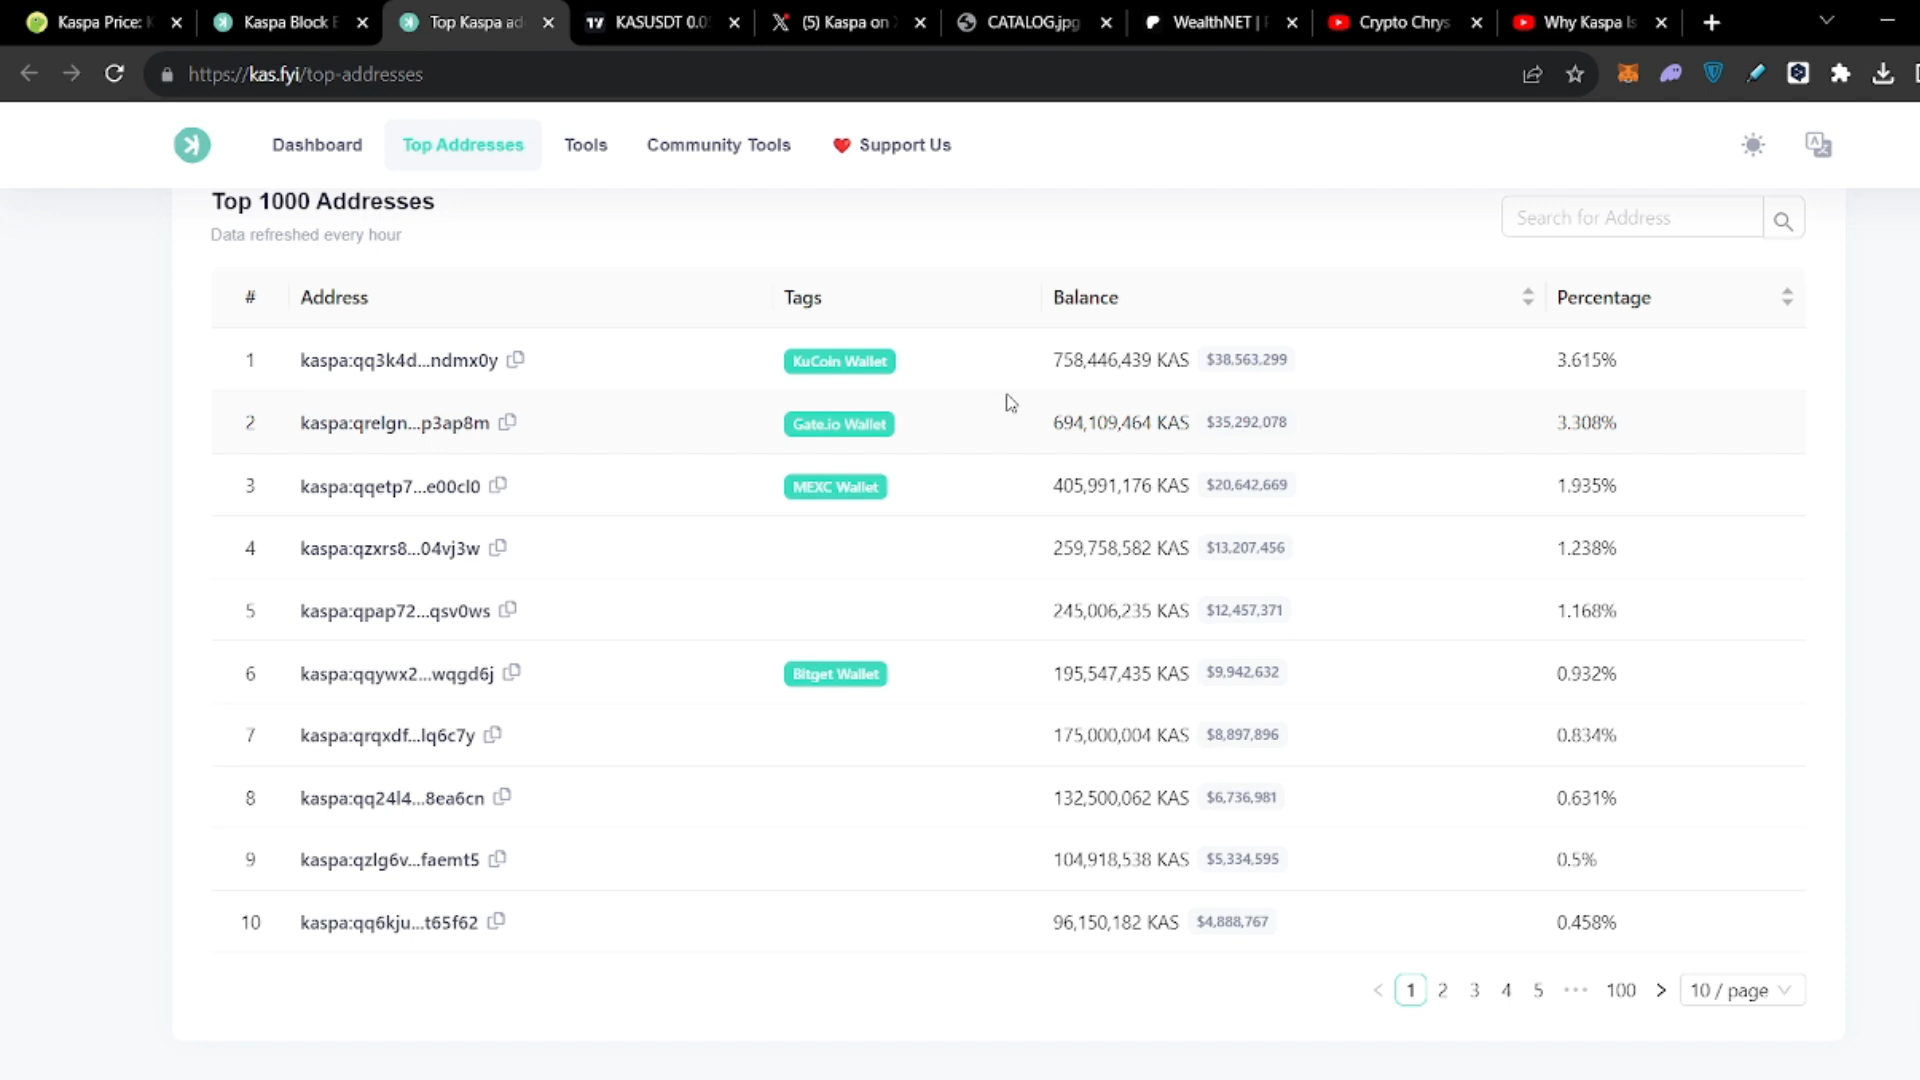 Kaspa Price: K
Kaspa Block E
Top Kaspa ad
KASUSDT 0.0
(5) Kaspa on
CATALOG.jpg
WealthNET |
Crypto Chrys
Why Kaspa Is
https://kas.fyi/top-addresses
Dashboard
Top Addresses
Tools
Community Tools
Support Us
Top 1000 Addresses
Data refreshed every hour
Search for Address
# Address Tags Balance Percentage
1 kaspa:qq3k4d...ndmx0y KuCoin Wallet 758,446,439 KAS $38,563,299 3.615%
2 kaspa:qrelgn...p3ap8m Gate.io Wallet 694,109,464 KAS $35,292,078 3.308%
3 kaspa:qqetp7...e00cl0 MEXC Wallet 405,991,176 KAS $20,642,669 1.935%
4 kaspa:qzxrs8...04vj3w 259,758,582 KAS $13,207,456 1.238%
5 kaspa:qpap72...qsv0ws 245,006,235 KAS $12,457,371 1.168%
6 kaspa:qqywx2...wqgd6j Bitget Wallet 195,547,435 KAS $9,942,632 0.932%
7 kaspa:qrqxdf...lq6c7y 175,000,004 KAS $8,897,896 0.834%
8 kaspa:qq24l4...8ea6cn 132,500,062 KAS $6,736,981 0.631%
9 kaspa:qzlg6v...faemt5 104,918,538 KAS $5,334,595 0.5%
10 kaspa:qq6kju...t65f62 96,150,182 KAS $4,888,767 0.458%
< 1 2 3 4 5 ••• 100 > 10 / page